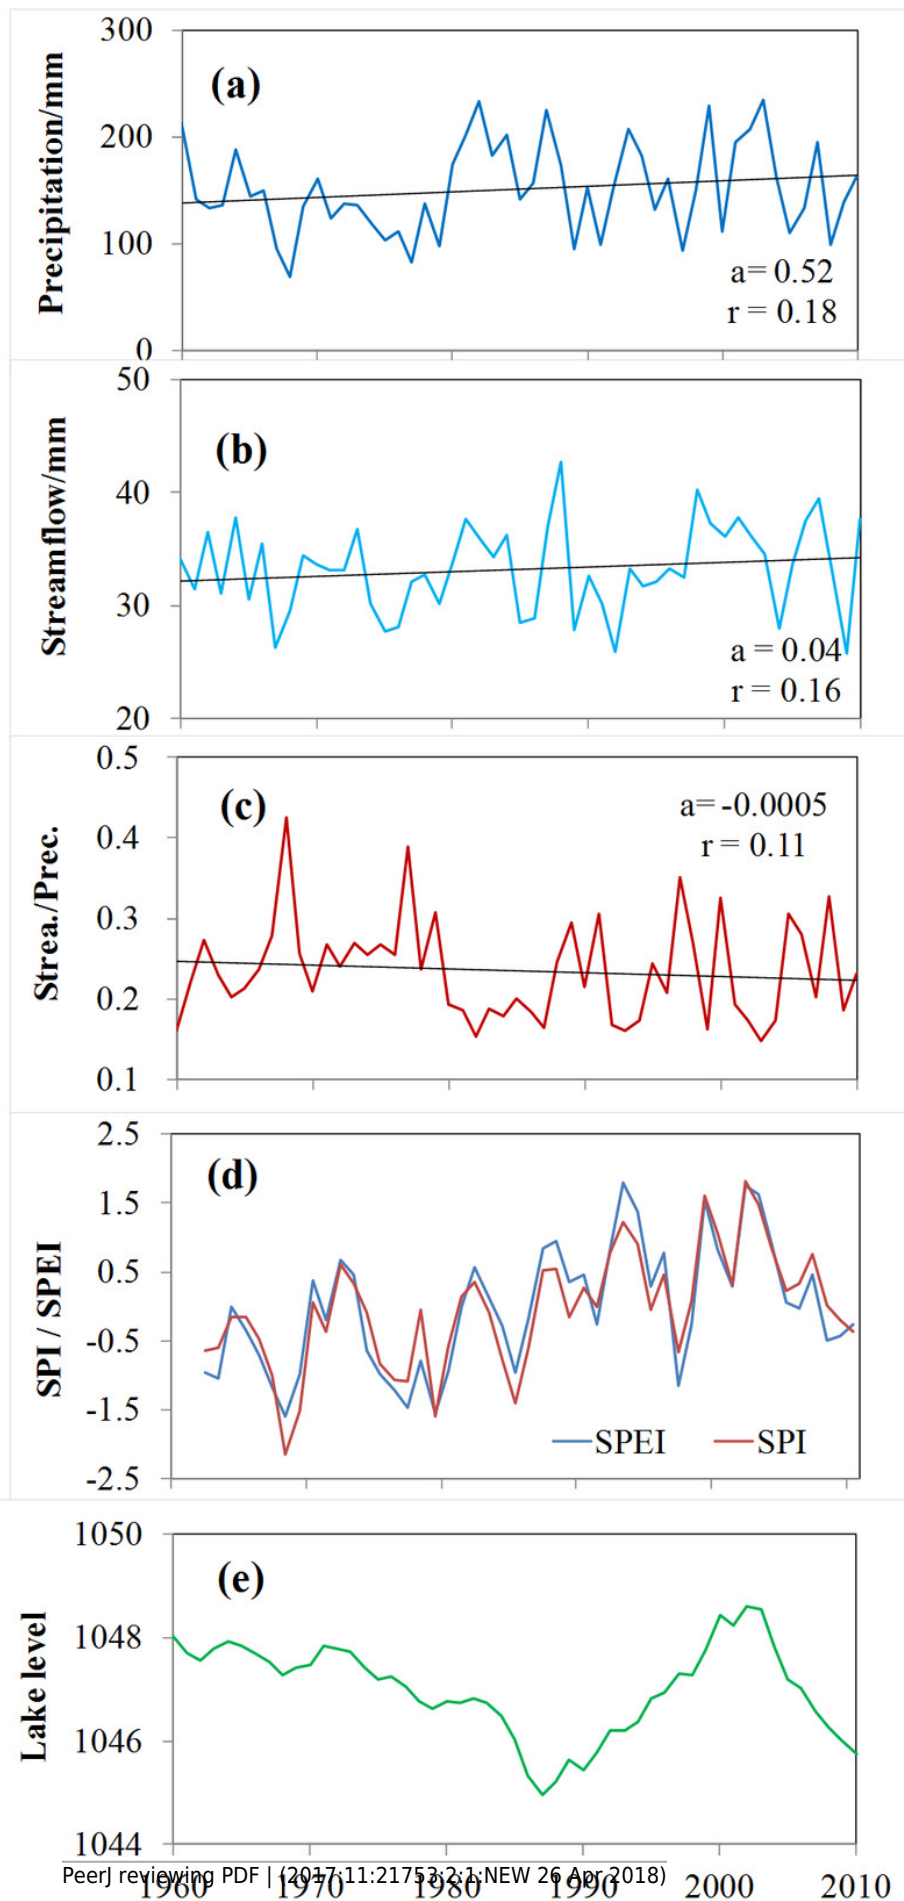 300
(a)
Precipitation/mm
200
100
a= 0.52
r = 0.18
0
50
(b)
Streamflow/mm
40
30
a = 0.04
r = 0.16
20
0.5
(c)
a= -0.0005
r = 0.11
0.4
Strea./Prec.
0.3
0.2
0.1
2.5
(d)
1.5
SPI / SPEI
0.5
-0.5
-1.5
SPEI
SPI
-2.5
1050
(e)
1048
Lake level
1046
1044
PeerJ reviewing PDF | (2017:11:21753:2:1:NEW 26 Apr 2018)
1960 1970 1980 1990 2000 2010